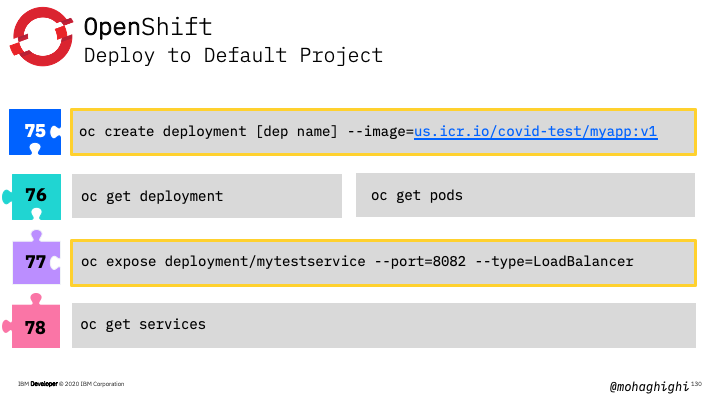 OpenShift
Deploy to Default Project
75
oc create deployment [dep name] --image=us.icr.io/covid-test/myapp:v1
76
oc get deployment
oc get pods
77
oc expose deployment/mytestservice --port=8082 --type=LoadBalancer
78
oc get services
IBM Developer © 2020 IBM Corporation
@mohaghighi
130